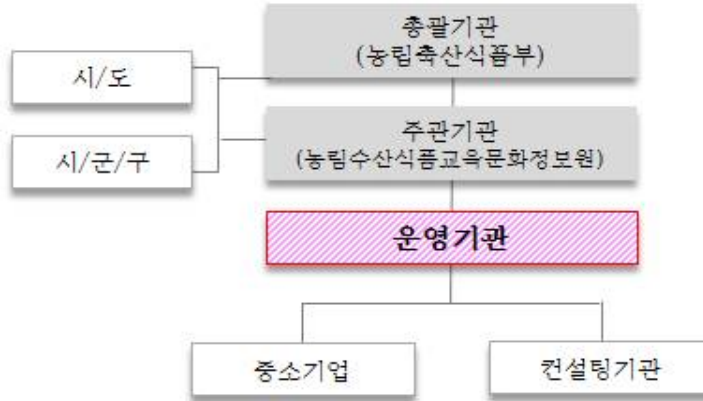 총괄기관
(농림축산식품부)
시/도
주관기관
(농림수산식품교육문화정보원)
시/군/구
운영기관
중소기업
컨설팅기관